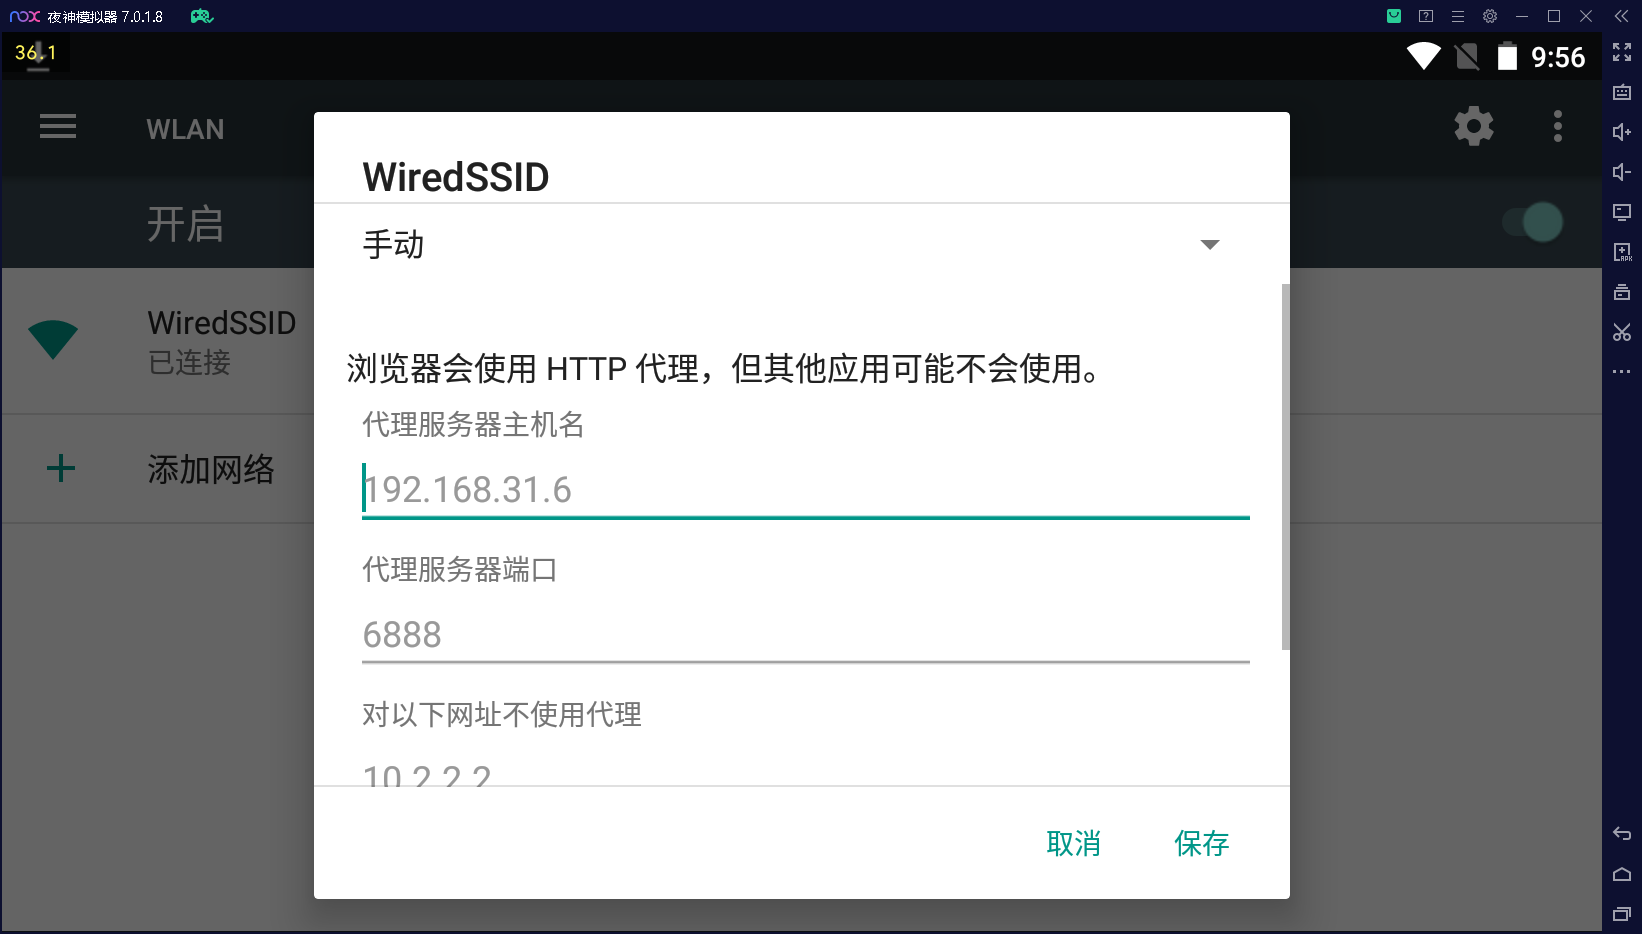 nox 夜神模拟器 7.0.1.8
36.1
9:56
WLAN
开启
WiredSSID
已连接
添加网络
WiredSSID
手动
浏览器会使用 HTTP 代理，但其他应用可能不会使用。
代理服务器主机名
192.168.31.6
代理服务器端口
6888
对以下网址不使用代理
10.2.2.2
取消
保存